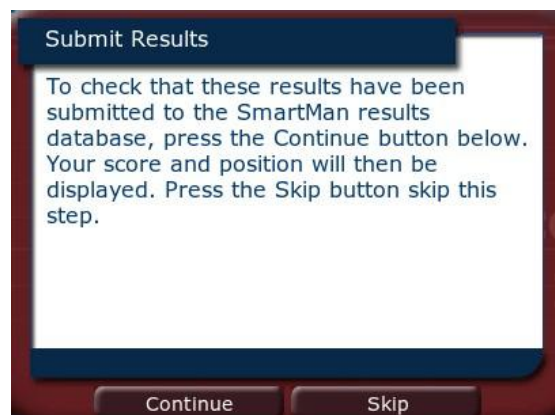 Submit Results
To check that these results have been
submitted to the SmartMan results
database, press the Continue button below.
Your score and position will then be
displayed. Press the Skip button skip this
step.
Continue
Skip